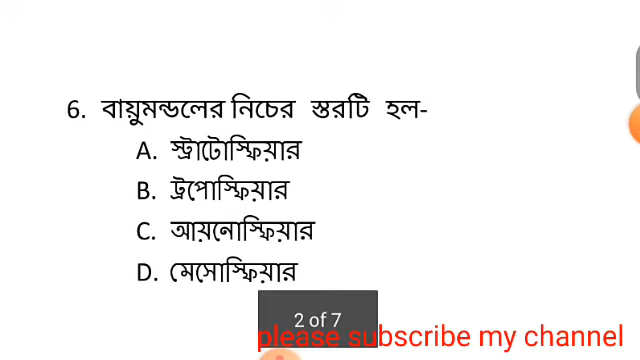 6. বায়ুমন্ডলের নিচের স্তরটি হল-
A. স্ট্রাটোস্ফিয়ার
B. ট্রপোস্ফিয়ার
C. আয়নোস্ফিয়ার
D. মেসোস্ফিয়ার
2 of 7
please subscribe my channel